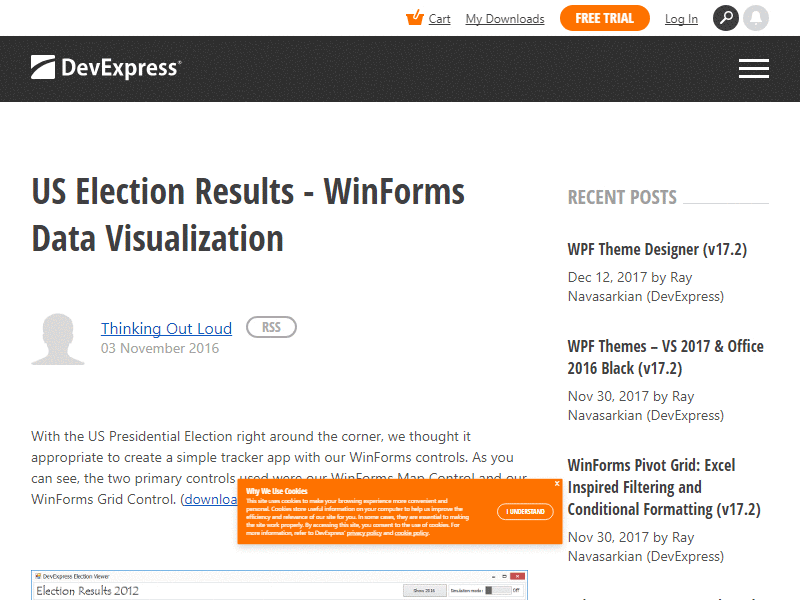 Cart My Downloads FREE TRIAL Log In
DevExpress
US Election Results - WinForms
Data Visualization
Thinking Out Loud RSS
03 November 2016
With the US Presidential Election right around the corner, we thought it
appropriate to create a simple tracker app with our WinForms controls. As you
can see, the two primary controls used were our WinForms Map Control and our
WinForms Grid Control. (downloa
Why We Use Cookies x
This site uses cookies to make your browsing experience more convenient and
personal. Cookies store useful information on your computer to help us improve the
efficiency and relevance of our site for you. In some cases, they are essential to making
the site work properly. By accessing this site, you consent to the use of cookies. For
more information, refer to DevExpress' privacy policy and cookie policy.
I UNDERSTAND
DevExpress Election Viewer
Election Results 2012 Show 2016 Simulation mode: Off
RECENT POSTS
WPF Theme Designer (v17.2)
Dec 12, 2017 by Ray
Navasarkian (DevExpress)
WPF Themes – VS 2017 & Office
2016 Black (v17.2)
Nov 30, 2017 by Ray
Navasarkian (DevExpress)
WinForms Pivot Grid: Excel
Inspired Filtering and
Conditional Formatting (v17.2)
Nov 30, 2017 by Ray
Navasarkian (DevExpress)